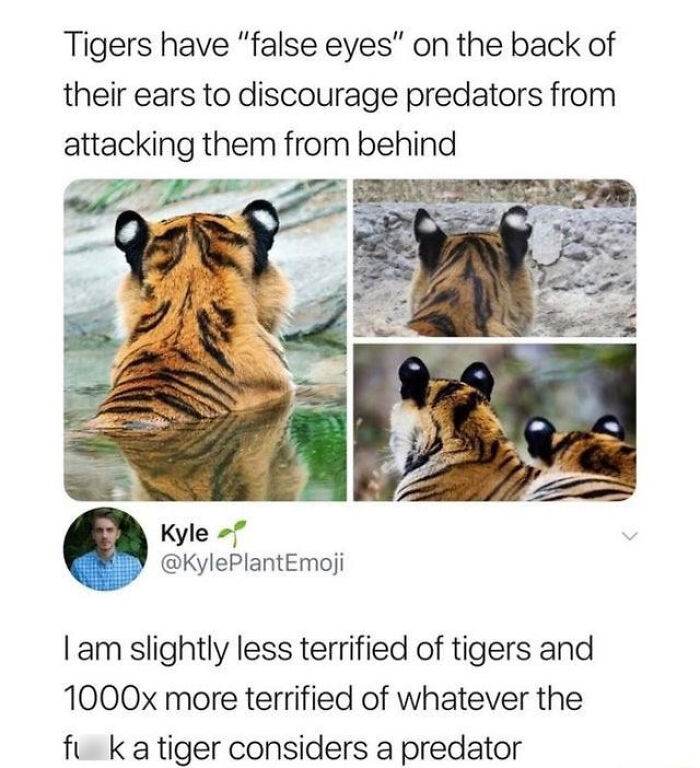 Tigers have "false eyes" on the back of
their ears to discourage predators from
attacking them from behind
Kyle
@KylePlantEmoji
I am slightly less terrified of tigers and
1000x more terrified of whatever the
fu k a tiger considers a predator